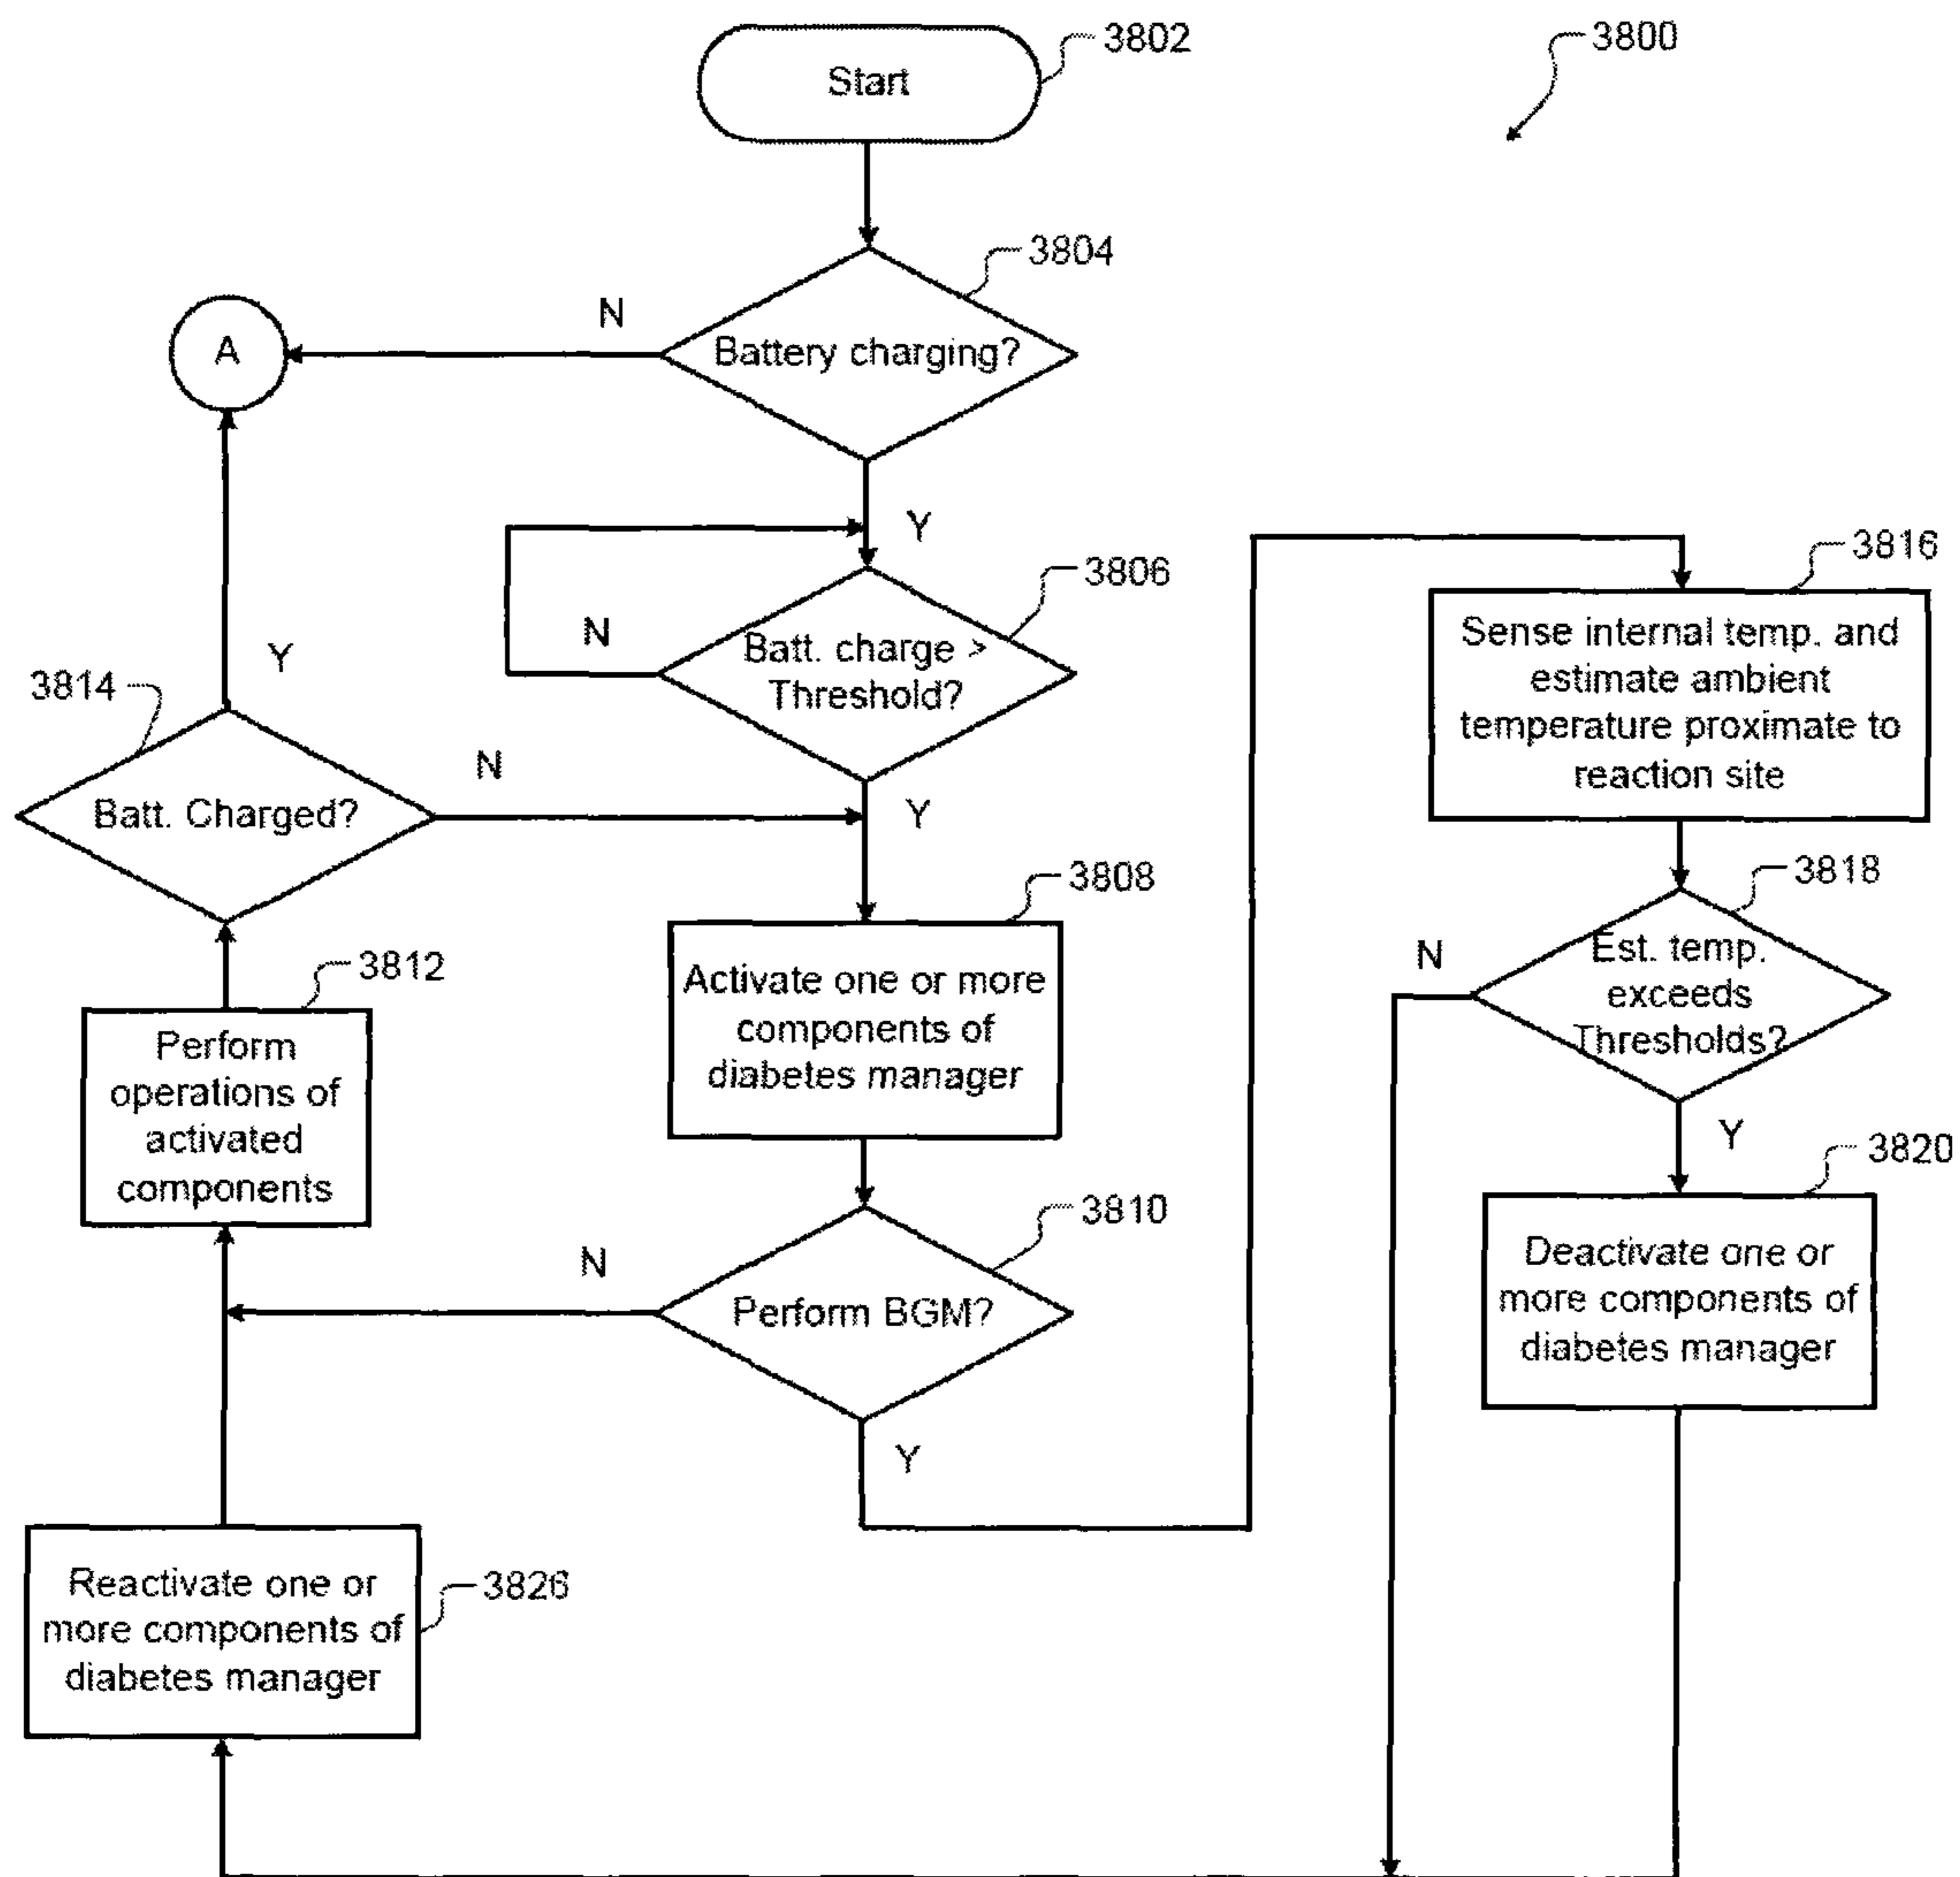 3802
3800
Start
3804
N
Battery charging?
A
Y
3806
N
Batt. charge >
Threshold?
Y
3816
Sense internal temp. and
estimate ambient
temperature proximate to
reaction site
Y
3814
N
Batt. Charged?
3808
Activate one or more
components of
diabetes manager
3818
N
Est. temp.
exceeds
Thresholds?
Y
3812
Perform
operations of
activated
components
3810
N
Perform BGM?
Y
3820
Deactivate one or
more components of
diabetes manager
3826
Reactivate one or
more components of
diabetes manager